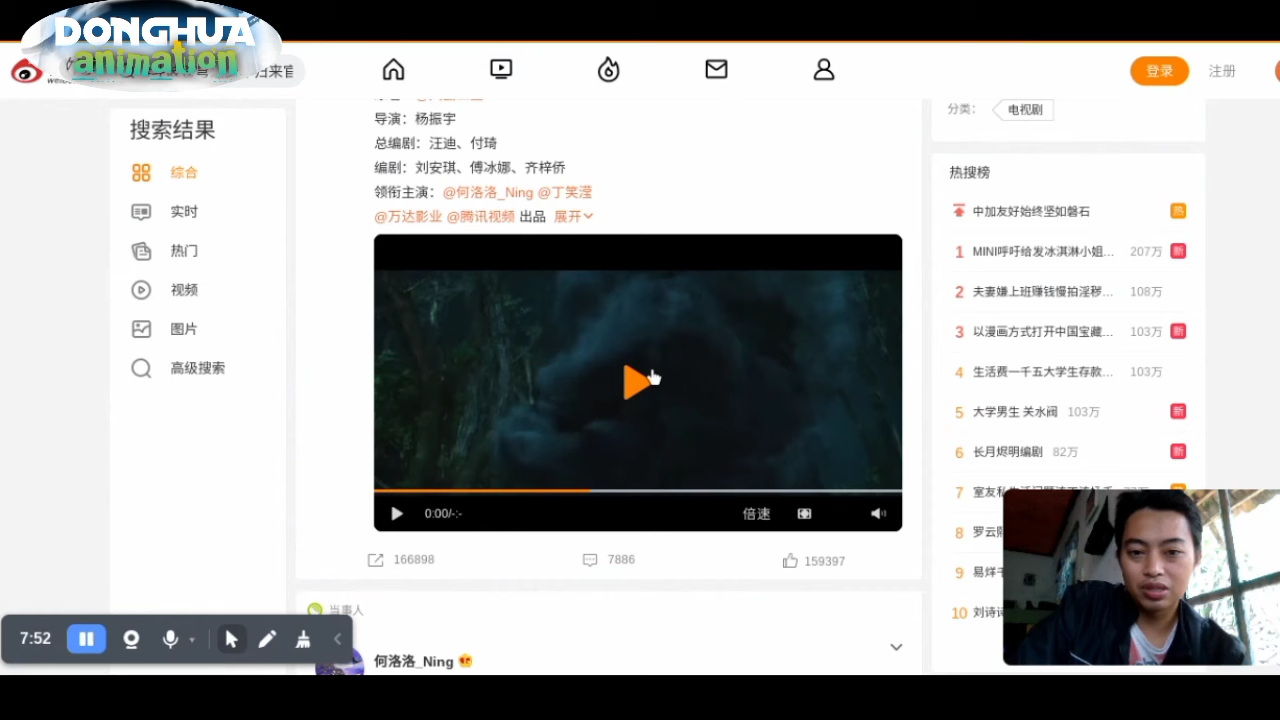 DONGHUA
animation
归来官
登录
注册
搜索结果
综合
实时
热门
视频
图片
高级搜索
导演：杨振宇
总编剧：汪迪、付琦
编剧：刘安琪、傅冰娜、齐梓侨
领衔主演：@何洛洛_Ning @丁笑滢
@万达影业 @腾讯视频 出品 展开
0:00/-:-
倍速
166898
7886
159397
当事人
何洛洛_Ning
分类：
电视剧
热搜榜
中加友好始终坚如磐石 热
1 MINI呼吁给发冰淇淋小姐... 207万 新
2 夫妻嫌上班赚钱慢拍淫秽... 108万
3 以漫画方式打开中国宝藏... 103万 新
4 生活费一千五大学生存款... 103万
5 大学男生 关水阀 103万 新
6 长月烬明编剧 82万 新
7 室友私
8 罗云熙
9 易烊千
10 刘诗诗
7:52